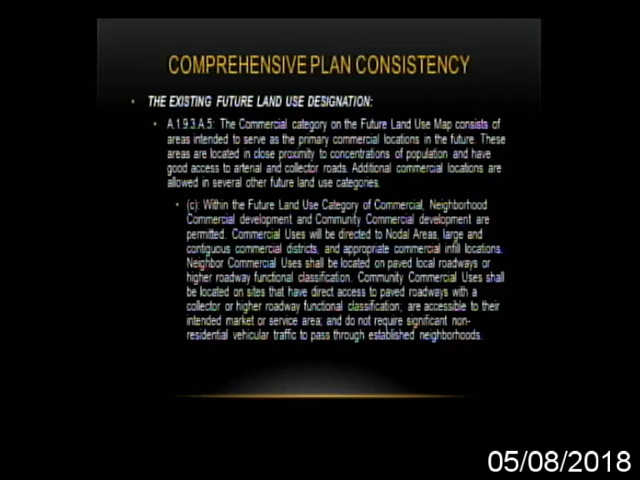 COMPREHENSIVE PLAN CONSISTENCY
• THE EXISTING FUTURE LAND USE DESIGNATION:
• A.1.9.3.A.5: The Commercial category on the Future Land Use Map consists of
areas intended to serve as the primary commercial locations in the future. These
areas are located in close proximity to concentrations of population and have
good access to arterial and collector roads. Additional commercial locations are
allowed in several other future land use categories.
• (c): Within the Future Land Use Category of Commercial, Neighborhood
Commercial development and Community Commercial development are
permitted. Commercial Uses will be directed to Nodal Areas, large and
contiguous commercial districts, and appropriate commercial infill locations.
Neighbor Commercial Uses shall be located on paved local roadways or
higher roadway functional classification. Community Commercial Uses shall
be located on sites that have direct access to paved roadways with a
collector or higher roadway functional classification; are accessible to their
intended market or service area; and do not require significant non-
residential vehicular traffic to pass through established neighborhoods.
05/08/2018